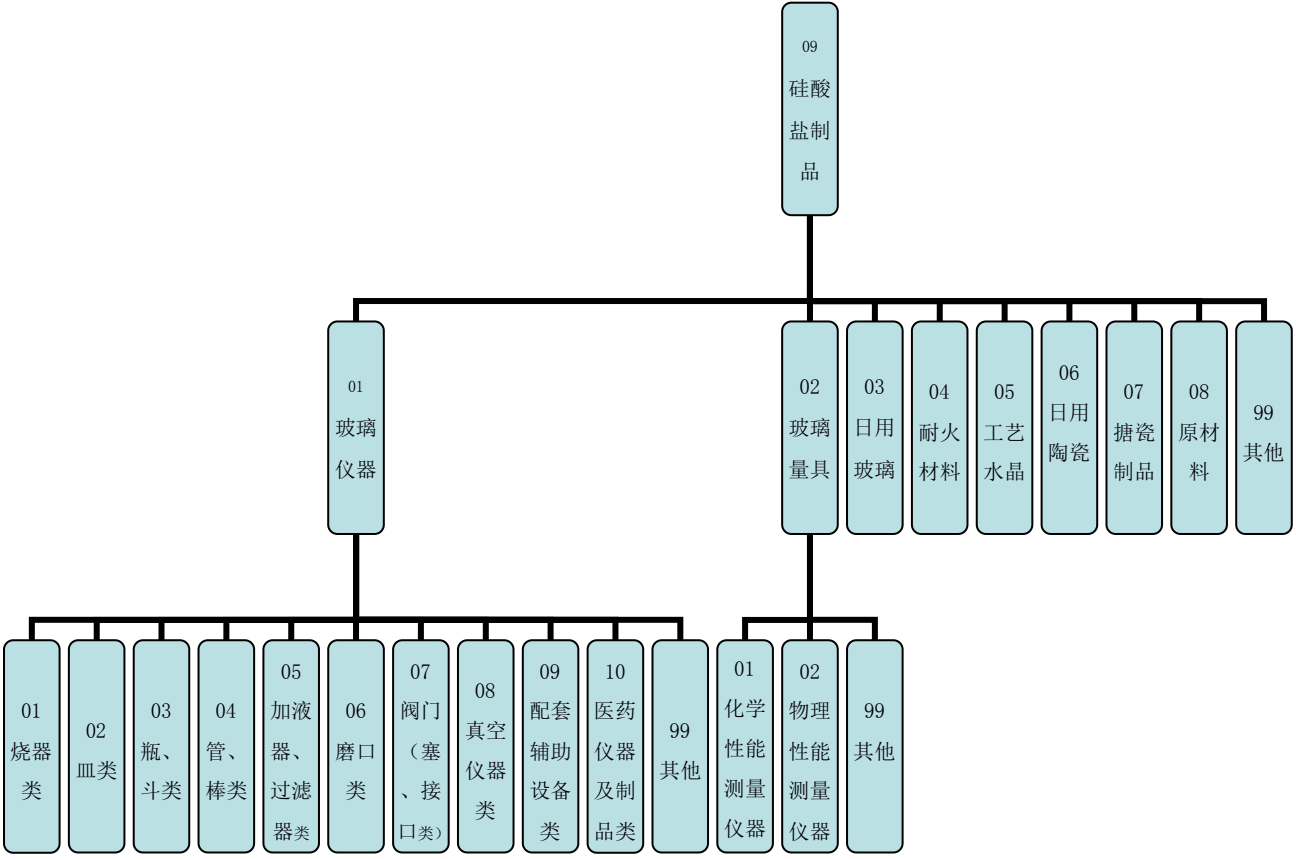 09
硅酸
盐制
品
01
玻璃
仪器
02
玻璃
量具
03
日用
玻璃
04
耐火
材料
05
工艺
水晶
06
日用
陶瓷
07
搪瓷
制品
08
原材
料
99
其他
01
烧器
类
02
皿类
03
瓶、
斗类
04
管、
棒类
05
加液
器、
过滤
器类
06
磨口
类
07
阀门
（塞
、接
口类）
08
真空
仪器
类
09
配套
辅助
设备
类
10
医药
仪器
及制
品类
99
其他
01
化学
性能
测量
仪器
02
物理
性能
测量
仪器
99
其他